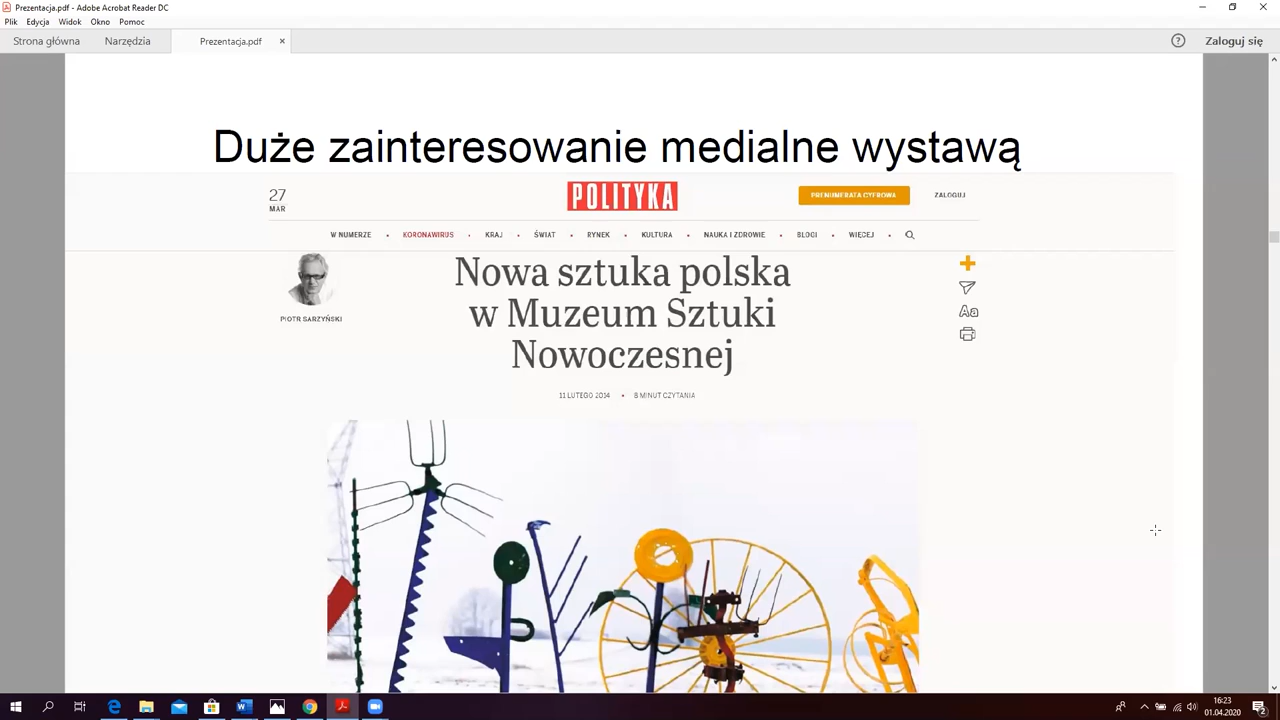 Prezentacja.pdf - Adobe Acrobat Reader DC
Plik Edycja Widok Okno Pomoc
Strona główna Narzędzia Prezentacja.pdf × Zaloguj się
Duże zainteresowanie medialne wystawą
27
MAR
POLITYKA
PRENUMERATA CYFROWA
ZALOGUJ
W NUMERZE • KORONAWIRUS • KRAJ • ŚWIAT • RYNEK • KULTURA • NAUKA I ZDROWIE • BLOGI • WIĘCEJ •
Nowa sztuka polska
w Muzeum Sztuki
Nowoczesnej
PIOTR SARZYŃSKI
Aa
11 LUTEGO 2014 • 8 MINUT CZYTANIA
16:23
01.04.2020
2